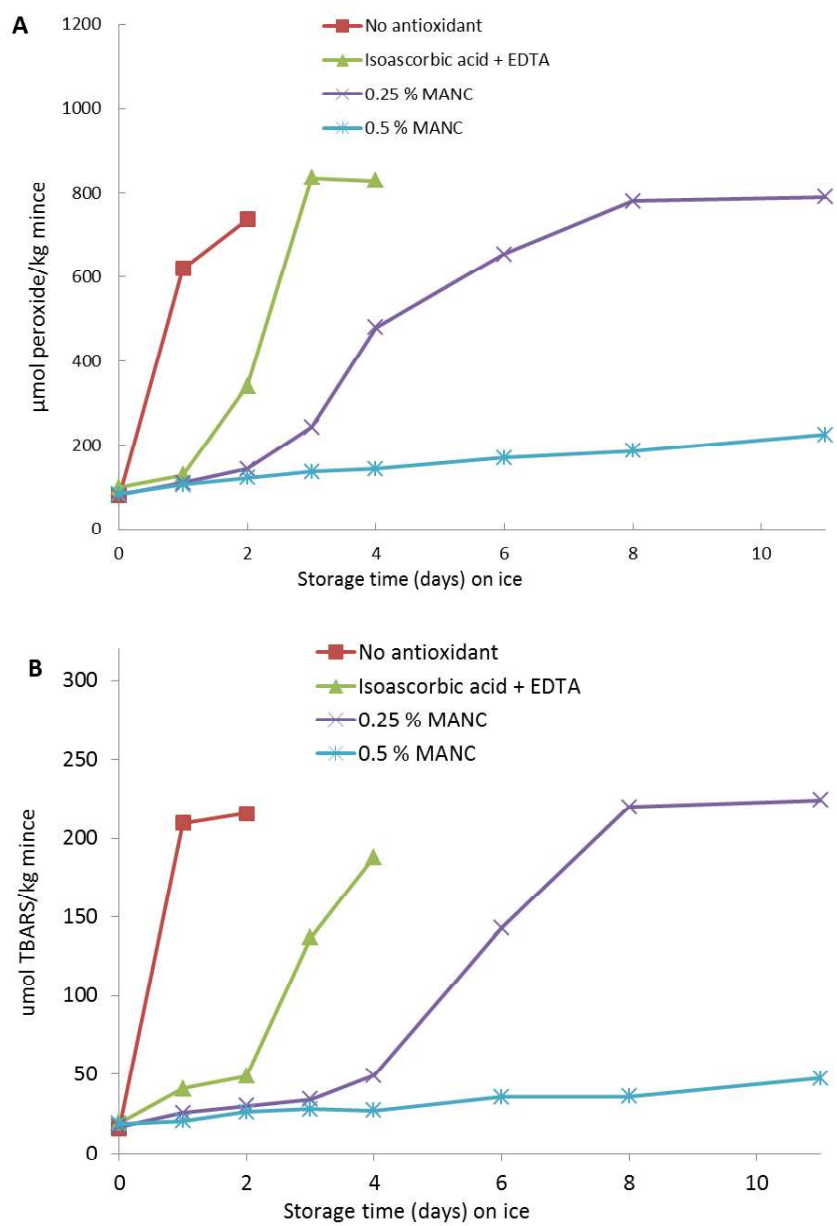 A
1200
1000
800
600
400
200
0
μmol peroxide/kg mince
No antioxidant
Isoascorbic acid + EDTA
0.25 % MANC
0.5 % MANC
0 2 4 6 8 10
Storage time (days) on ice
B
300
250
200
150
100
50
0
umol TBARS/kg mince
No antioxidant
Isoascorbic acid + EDTA
0.25 % MANC
0.5 % MANC
0 2 4 6 8 10
Storage time (days) on ice